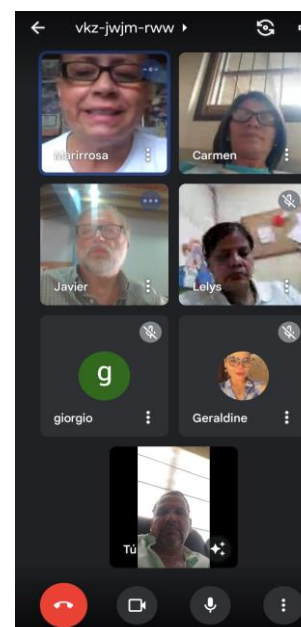 vkz-jwjm-rww
Marirrosa
Carmen
Javier
Lelys
g
giorgio
Geraldine
Tú